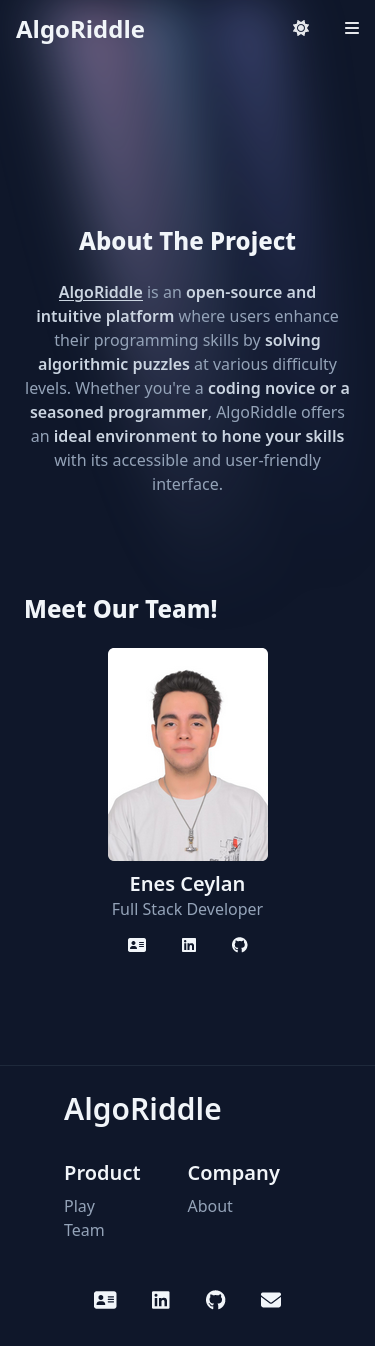 AlgoRiddle
About The Project
AlgoRiddle is an open-source and
intuitive platform where users enhance
their programming skills by solving
algorithmic puzzles at various difficulty
levels. Whether you're a coding novice or a
seasoned programmer, AlgoRiddle offers
an ideal environment to hone your skills
with its accessible and user-friendly
interface.
Meet Our Team!
Enes Ceylan
Full Stack Developer
AlgoRiddle
Product
Play
Team
Company
About